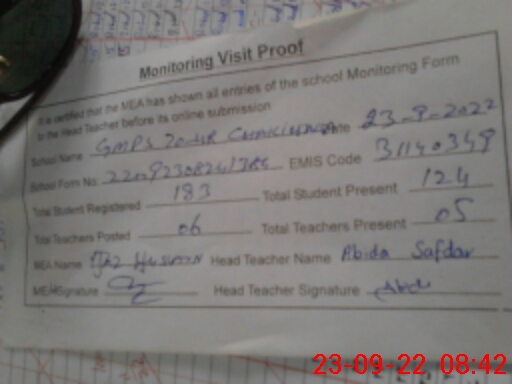 Monitoring Visit Proof
It is certified that the MEA has shown all entries of the school Monitoring Form
to the Head Teacher before its online submission
School Name GMPS Date 23-9-2022
School Form No. EMIS Code 31140349
Total Student Registered 183 Total Student Present 124
Total Teachers Posted 06 Total Teachers Present 05
MEA Name Head Teacher Name Abida Safdar
MEA Signature Head Teacher Signature Abida
23-09-22 08:42